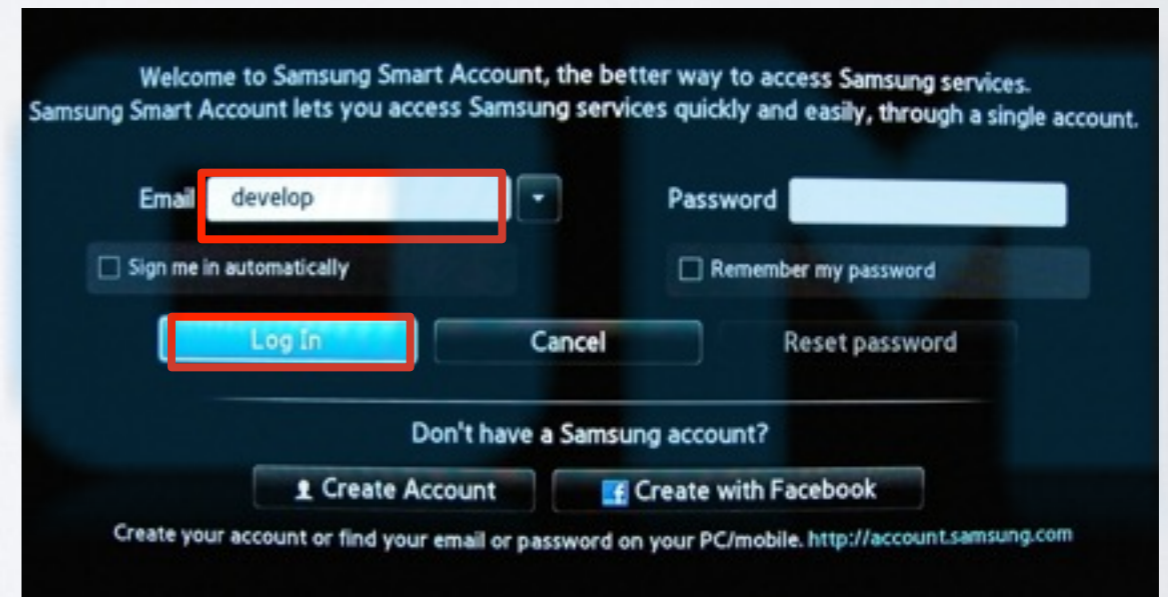 Welcome to Samsung Smart Account, the better way to access Samsung services.
Samsung Smart Account lets you access Samsung services quickly and easily, through a single account.
Email develop Password
Sign me in automatically Remember my password
Log In Cancel Reset password
Don't have a Samsung account?
Create Account f Create with Facebook
Create your account or find your email or password on your PC/mobile. http://account.samsung.com